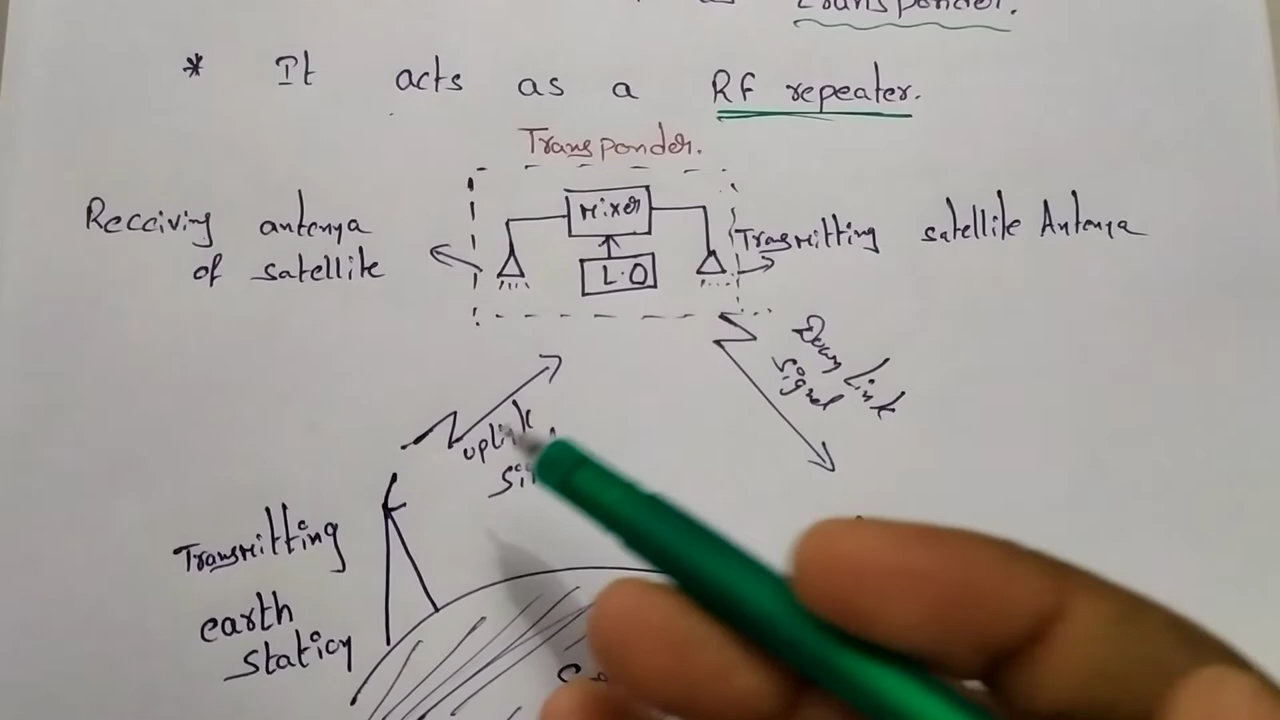 Transponder.
* It acts as a RF repeater.
Transponder.
Receiving antenna
of satellite
Mixer
L.O
Transmitting satellite Antenna
Down Link
signal
uplink
Transmitting
earth
station